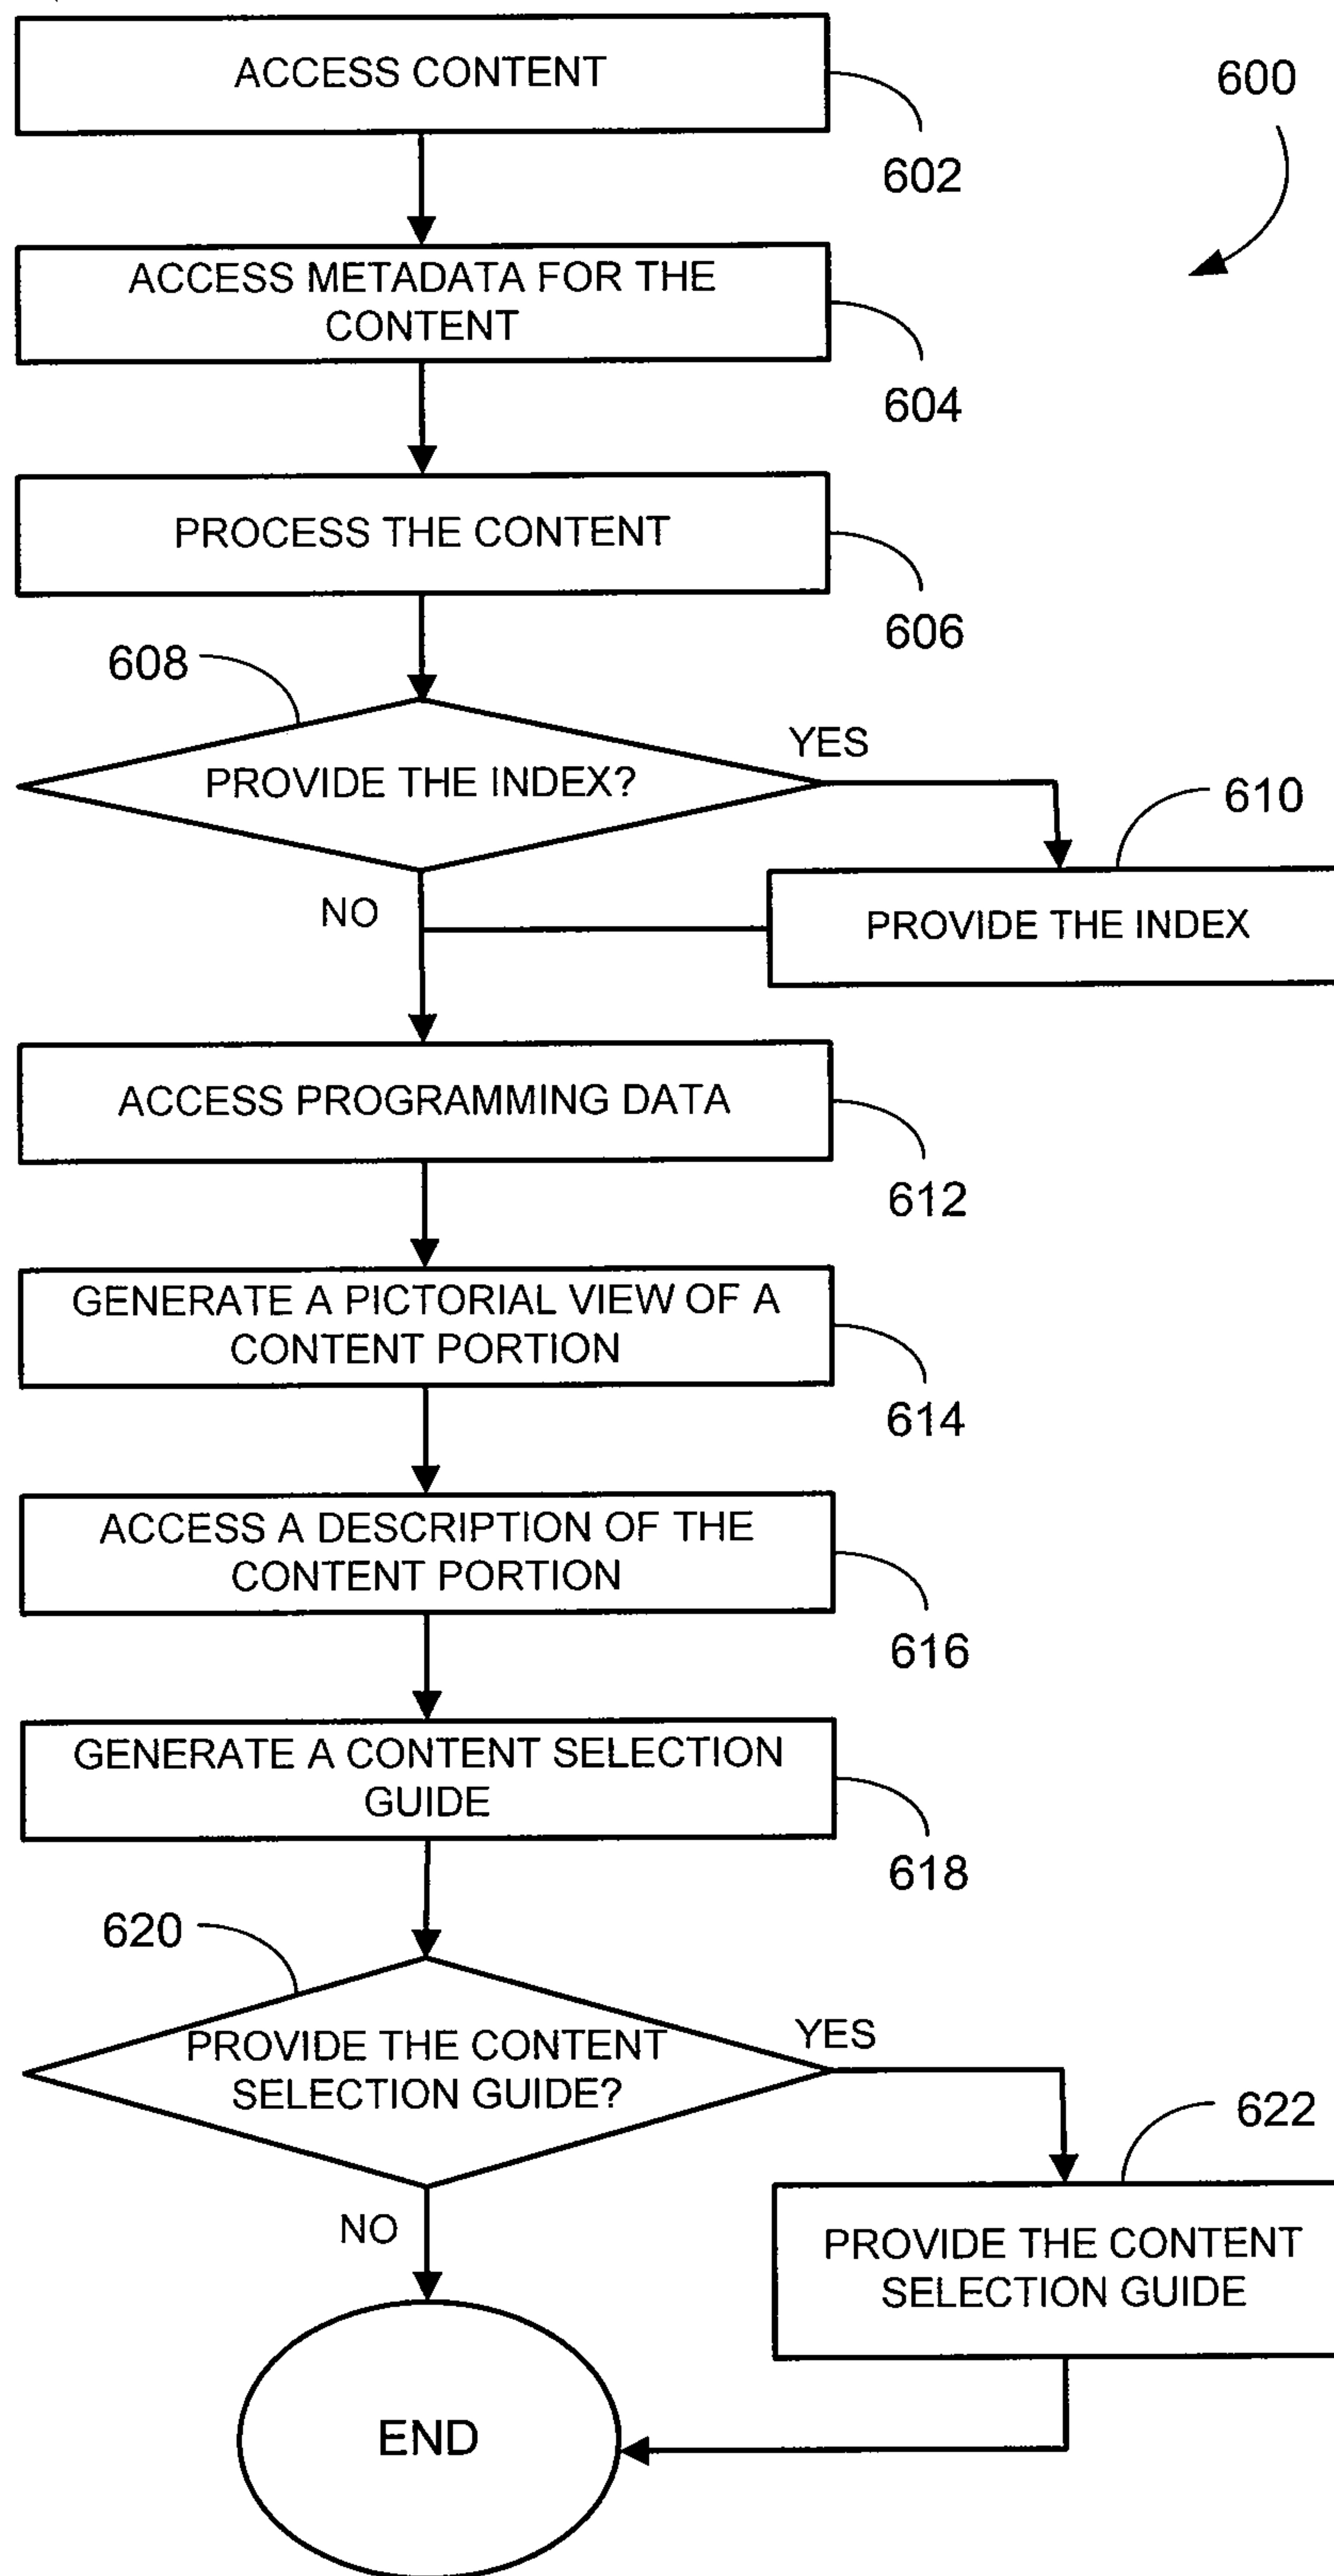 ACCESS CONTENT
600
602
ACCESS METADATA FOR THE
CONTENT
604
PROCESS THE CONTENT
606
608
PROVIDE THE INDEX?
YES
610
NO
PROVIDE THE INDEX
ACCESS PROGRAMMING DATA
612
GENERATE A PICTORIAL VIEW OF A
CONTENT PORTION
614
ACCESS A DESCRIPTION OF THE
CONTENT PORTION
616
GENERATE A CONTENT SELECTION
GUIDE
618
620
PROVIDE THE CONTENT
SELECTION GUIDE?
YES
622
NO
PROVIDE THE CONTENT
SELECTION GUIDE
END